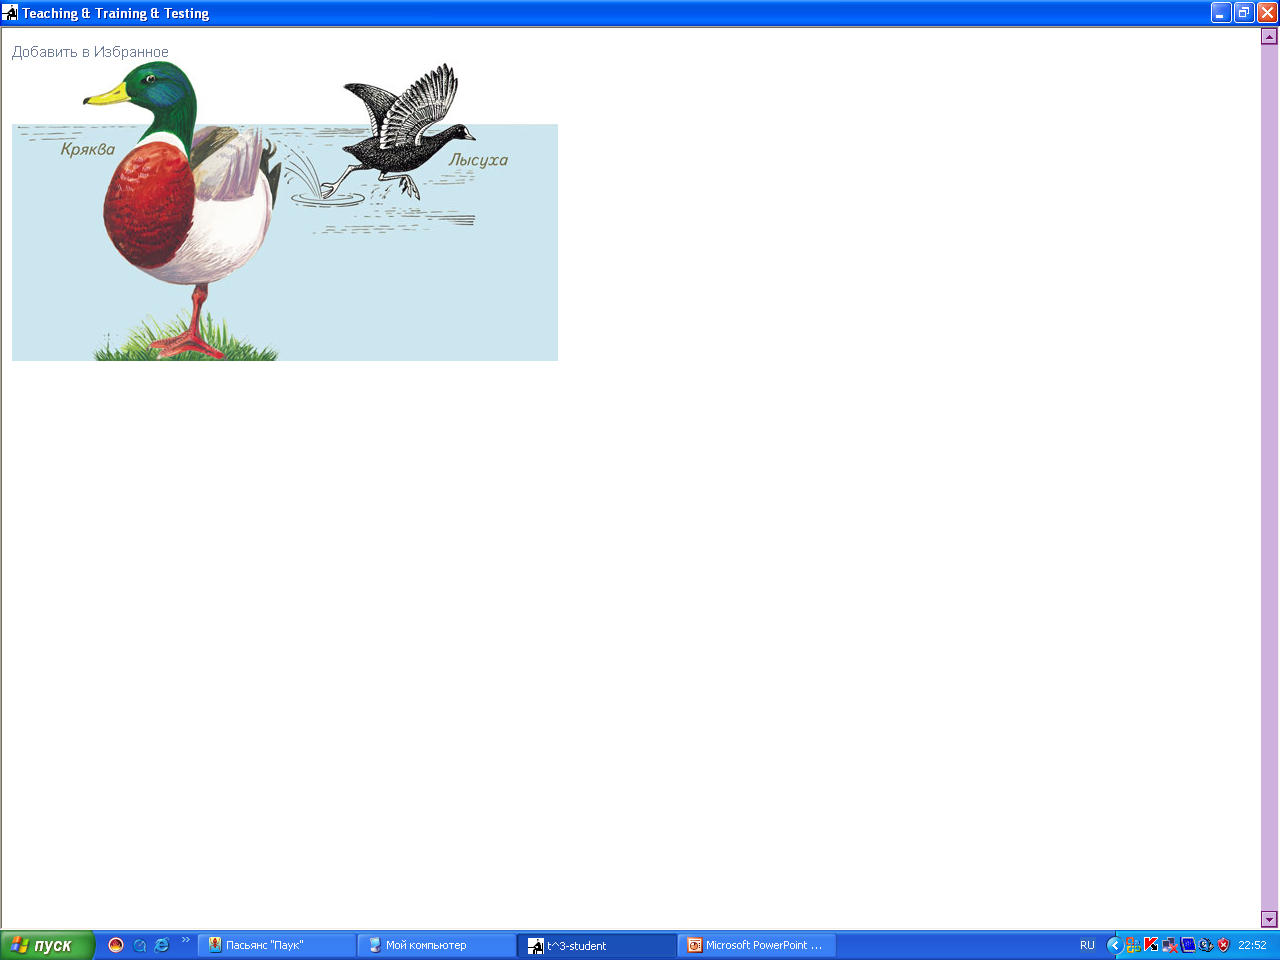 Teaching & Training & Testing
Добавить в Избранное
Кряква
Лысуха
пуск
Пасьянс "Паук"
Мой компьютер
t^3-student
Microsoft PowerPoint ...
RU
22:52